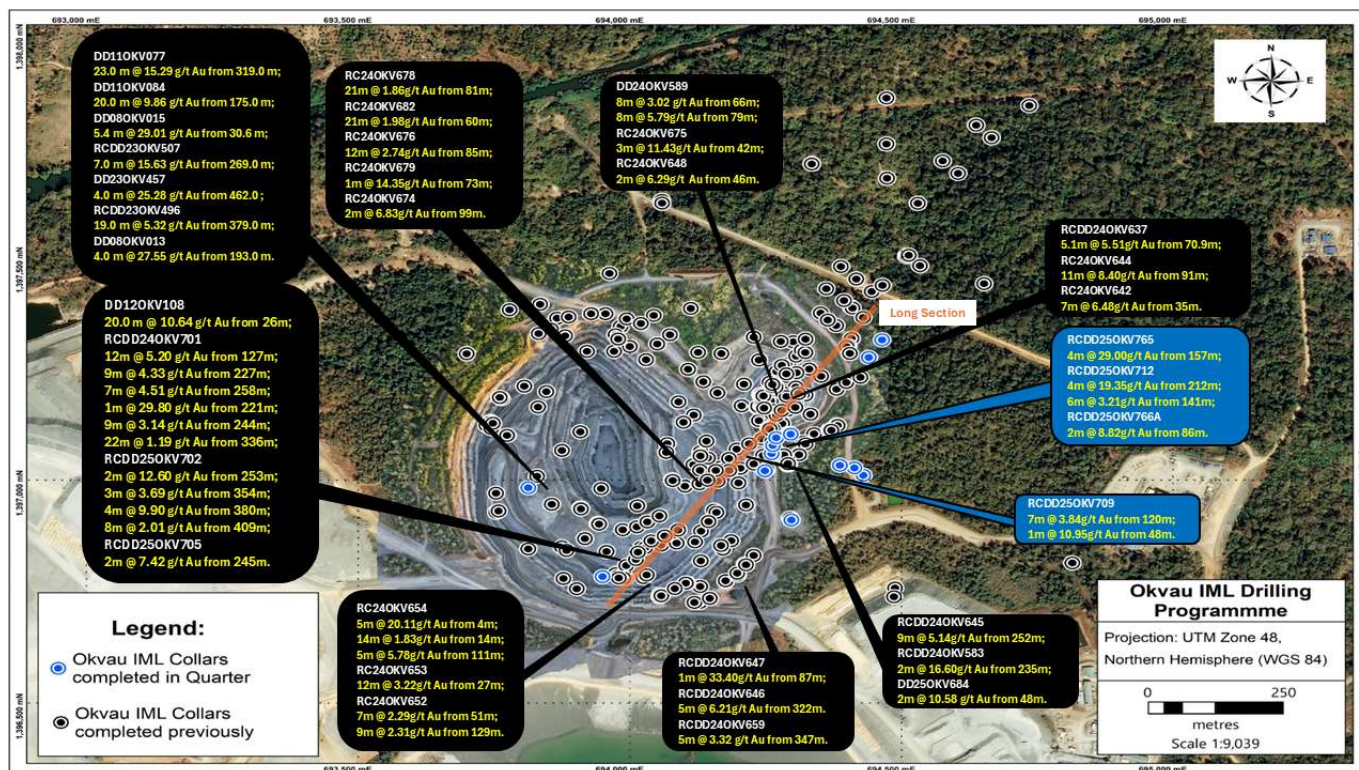 693,000 mE
693,500 mE
694,000 mE
694,500 mE
695,000 mE
1,398,000 mN
1,397,500 mN
1,397,000 mN
1,396,500 mN
DD11OKV077
23.0 m @ 15.29 g/t Au from 319.0 m;
DD11OKV084
20.0 m @ 9.86 g/t Au from 175.0 m;
DD08OKV015
5.4 m @ 29.01 g/t Au from 30.6 m;
RCDD23OKV507
7.0 m @ 15.63 g/t Au from 269.0 m;
DD23OKV457
4.0 m @ 25.28 g/t Au from 462.0 ;
RCDD23OKV496
19.0 m @ 5.32 g/t Au from 379.0 m;
DD08OKV013
4.0 m @ 27.55 g/t Au from 193.0 m.
RC24OKV678
21m @ 1.86g/t Au from 81m;
RC24OKV682
21m @ 1.98g/t Au from 60m;
RC24OKV676
12m @ 2.74g/t Au from 85m;
RC24OKV679
1m @ 14.35g/t Au from 73m;
RC24OKV674
2m @ 6.83g/t Au from 99m.
DD24OKV589
8m @ 3.02 g/t Au from 66m;
8m @ 5.79g/t Au from 79m;
RC24OKV675
3m @ 11.43g/t Au from 42m;
RC24OKV648
2m @ 6.29g/t Au from 46m.
N
W
E
S
RCDD24OKV637
5.1m @ 5.51g/t Au from 70.9m;
RC24OKV644
11m @ 8.40g/t Au from 91m;
RC24OKV642
7m @ 6.48g/t Au from 35m.
Long Section
DD12OKV108
20.0 m @ 10.64 g/t Au from 26m;
RCDD24OKV701
12m @ 5.20 g/t Au from 127m;
9m @ 4.33 g/t Au from 227m;
7m @ 4.51 g/t Au from 258m;
1m @ 29.80 g/t Au from 221m;
9m @ 3.14 g/t Au from 244m;
22m @ 1.19 g/t Au from 336m;
RCDD25OKV702
2m @ 12.60 g/t Au from 253m;
3m @ 3.69 g/t Au from 354m;
4m @ 9.90 g/t Au from 380m;
8m @ 2.01 g/t Au from 409m;
RCDD25OKV705
2m @ 7.42 g/t Au from 245m.
RCDD25OKV765
4m @ 29.00g/t Au from 157m;
RCDD25OKV712
4m @ 19.35g/t Au from 212m;
6m @ 3.21g/t Au from 141m;
RCDD25OKV766A
2m @ 8.82g/t Au from 86m.
RCDD25OKV709
7m @ 3.84g/t Au from 120m;
1m @ 10.95g/t Au from 48m.
Legend:
Okvau IML Collars
completed in Quarter
Okvau IML Collars
completed previously
RC24OKV654
5m @ 20.11g/t Au from 4m;
14m @ 1.83g/t Au from 14m;
5m @ 5.78g/t Au from 111m;
RC24OKV653
12m @ 3.22g/t Au from 27m;
RC24OKV652
7m @ 2.29g/t Au from 51m;
9m @ 2.31g/t Au from 129m.
RCDD24OKV647
1m @ 33.40g/t Au from 87m;
RCDD24OKV646
5m @ 6.21g/t Au from 322m;
RCDD24OKV659
5m @ 3.32 g/t Au from 347m.
RCDD24OKV645
9m @ 5.14g/t Au from 252m;
RCDD24OKV583
2m @ 16.60g/t Au from 235m;
DD25OKV684
2m @ 10.58 g/t Au from 48m.
Okvau IML Drilling
Programmme
Projection: UTM Zone 48,
Northern Hemisphere (WGS 84)
0 250
metres
Scale 1:9,039
693,500 mE
694,000 mE
694,500 mE
695,000 mE